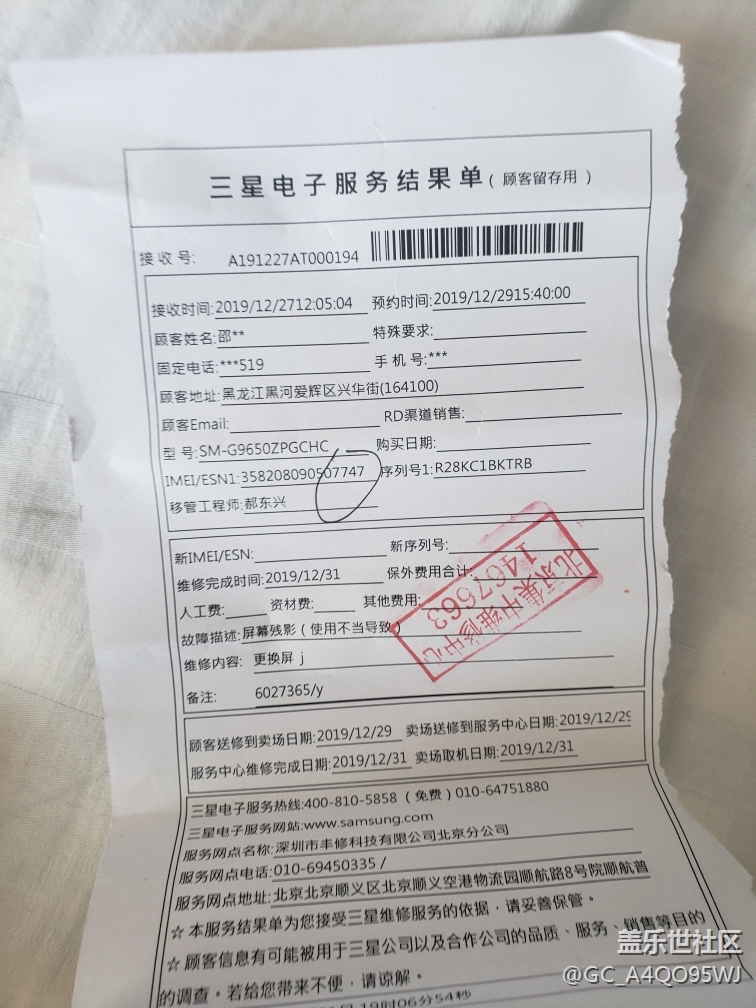 三星电子服务结果单(顾客留存用)
接收号: A191227AT000194
接收时间:2019/12/2712:05:04 预约时间:2019/12/2915:40:00
顾客姓名:邵** 特殊要求:
固定电话:***519 手机号:***
顾客地址:黑龙江黑河爱辉区兴华街(164100)
顾客Email: RD渠道销售:
型号:SM-G9650ZPGCHC 购买日期:
IMEI/ESN1:358208090507747 序列号1:R28KC1BKTRB
移管工程师:郝东兴
新IMEI/ESN: 新序列号:
维修完成时间:2019/12/31 保外费用合计:
人工费: 资材费: 其他费用:
故障描述:屏幕残影(使用不当导致)
维修内容: 更换屏 j
备注: 6027365/y
北京集中维修中心
1467663
顾客送修到卖场日期:2019/12/29 卖场送修到服务中心日期:2019/12/29
服务中心维修完成日期:2019/12/31 卖场取机日期:2019/12/31
三星电子服务热线:400-810-5858(免费)010-64751880
三星电子服务网站:www.samsung.com
服务网点名称:深圳市丰修科技有限公司北京分公司
服务网点电话:010-69450335 /
服务网点地址:北京北京顺义区北京顺义空港物流园顺航路8号院顺航普
☆本服务结果单为您接受三星维修服务的依据,请妥善保管。
☆顾客信息有可能被用于三星公司以及合作公司的品质、服务、销售等目的
的调查。若给您带来不便,请谅解。
19时06分54秒
盖乐世社区
@GC_A4QO95WJ